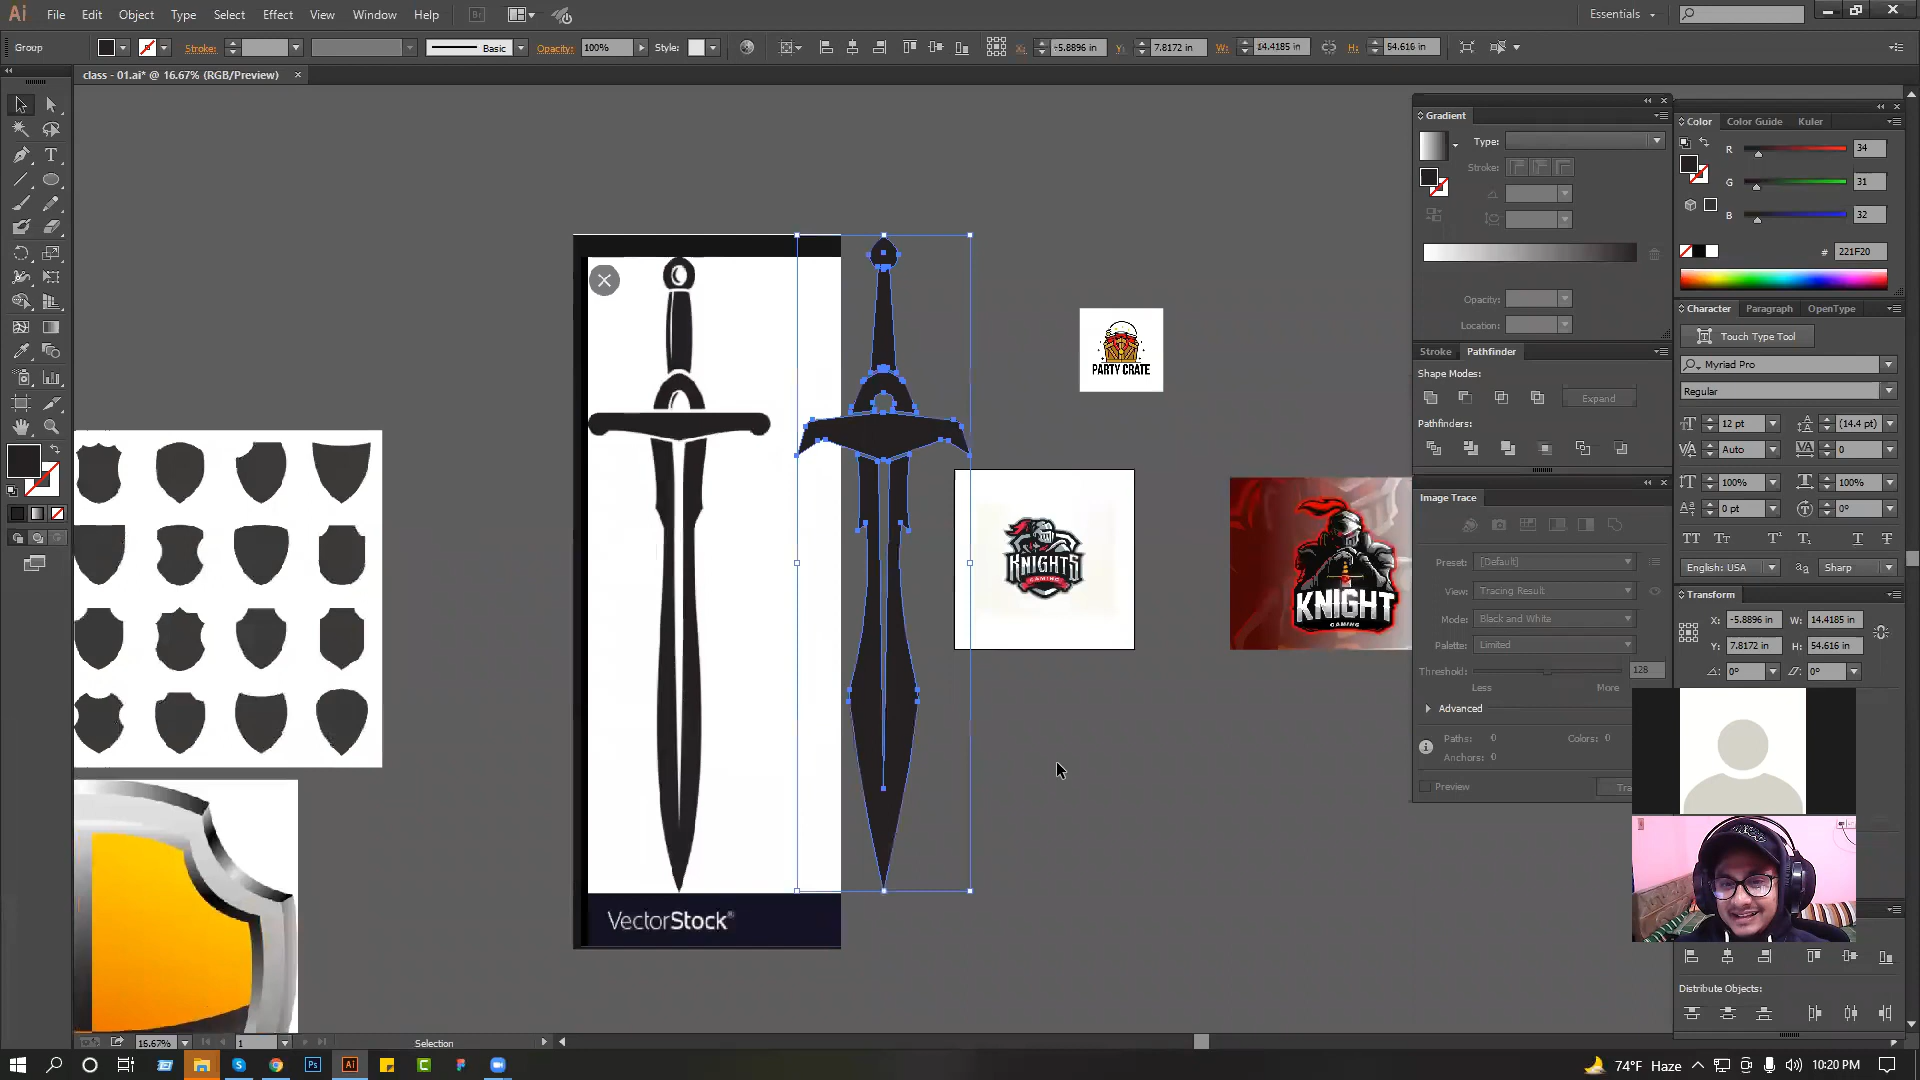 Ai File Edit Object Type Select Effect View Window Help Br Essentials
Group Stroke: Basic Opacity: 100% Style: X: -5.8896 in Y: 7.8172 in W: 14.4185 in H: 54.616 in
class - 01.ai* @ 16.67% (RGB/Preview)
Gradient
Type:
Stroke:
Opacity:
Location:
Stroke Pathfinder
Shape Modes:
Expand
Pathfinders:
Image Trace
Preset: [Default]
View: Tracing Result
Mode: Black and White
Palette: Limited
Threshold: 128
Less More
Advanced
Paths: 0 Colors: 0
Anchors: 0
Preview
Color Color Guide Kuler
R 34
G 31
B 32
# 221F20
Character Paragraph OpenType
Touch Type Tool
Myriad Pro
Regular
12 pt (14.4 pt)
Auto 0
100% 100%
0 pt 0°
English: USA Sharp
Transform
X: -5.8896 in W: 14.4185 in
Y: 7.8172 in H: 54.616 in
0° 0°
Distribute Objects:
PARTY CRATE
KNIGHTS
GAMING
KNIGHT
GAMING
VectorStock®
16.67% 1 Selection
Ps Ai
74°F Haze 10:20 PM